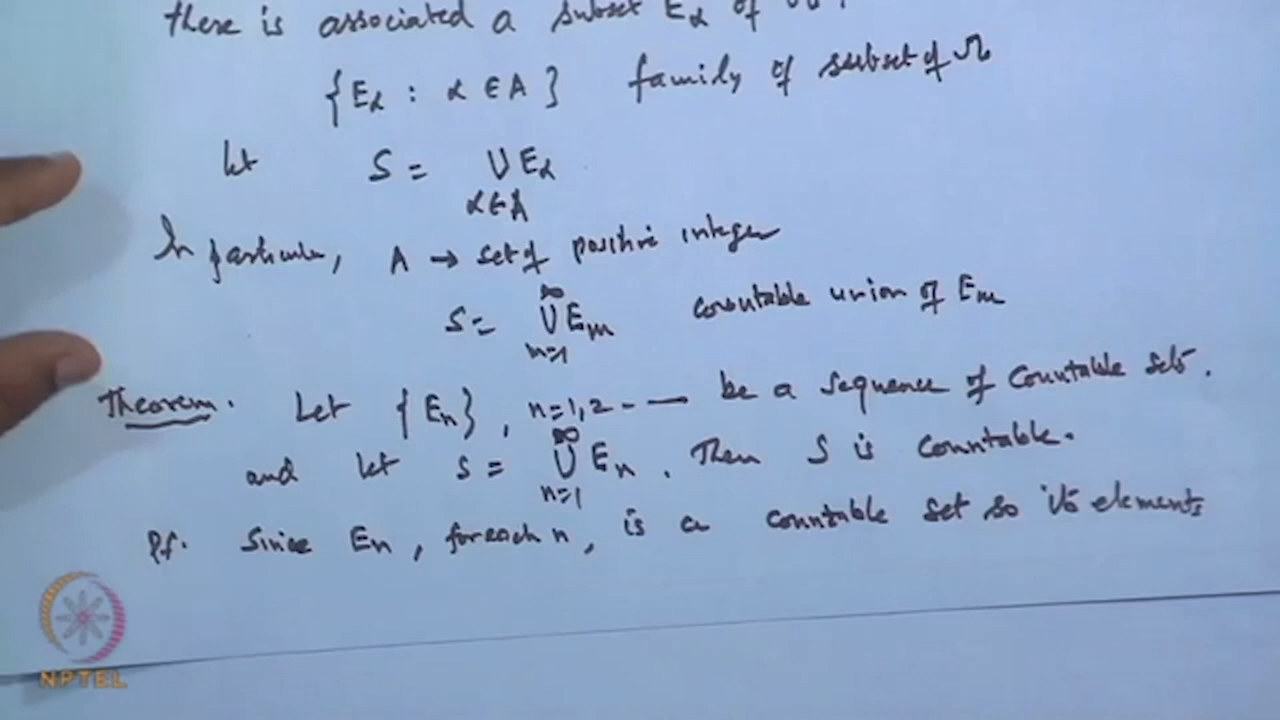 there is associated a subset Eα of
{Eα : α ∈ A} family of subset of Ω
let S = ∪ Eα
α∈A
In particular, A → set of positive integer
∞
S = ∪ Em countable union of Em
m=1
Theorem. Let {En}, n=1,2 - — be a sequence of countable sets.
∞
and let S = ∪ En . Then S is countable.
n=1
Pf. Since En, for each n, is a countable set so its elements
NPTEL